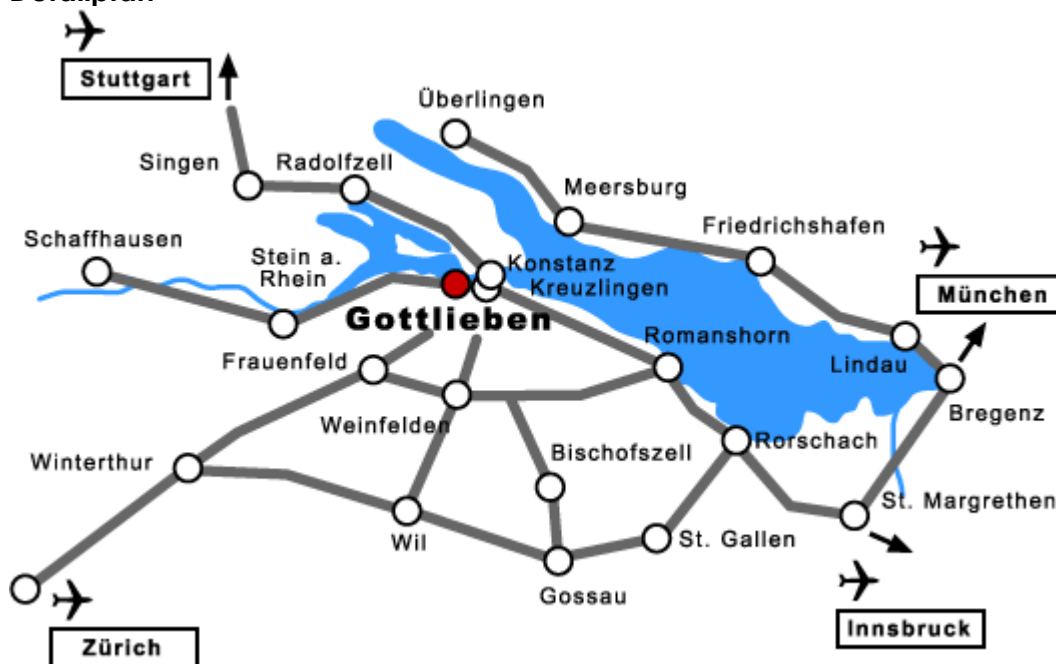 Stuttgart
Überlingen
Singen
Radolfzell
Meersburg
Schaffhausen
Friedrichshafen
Stein a.
Rhein
Konstanz
Kreuzlingen
München
Gottlieben
Romanshorn
Frauenfeld
Lindau
Weinfelden
Bregenz
Winterthur
Bischofszell
Rorschach
St. Margrethen
Wil
St. Gallen
Gossau
Innsbruck
Zürich